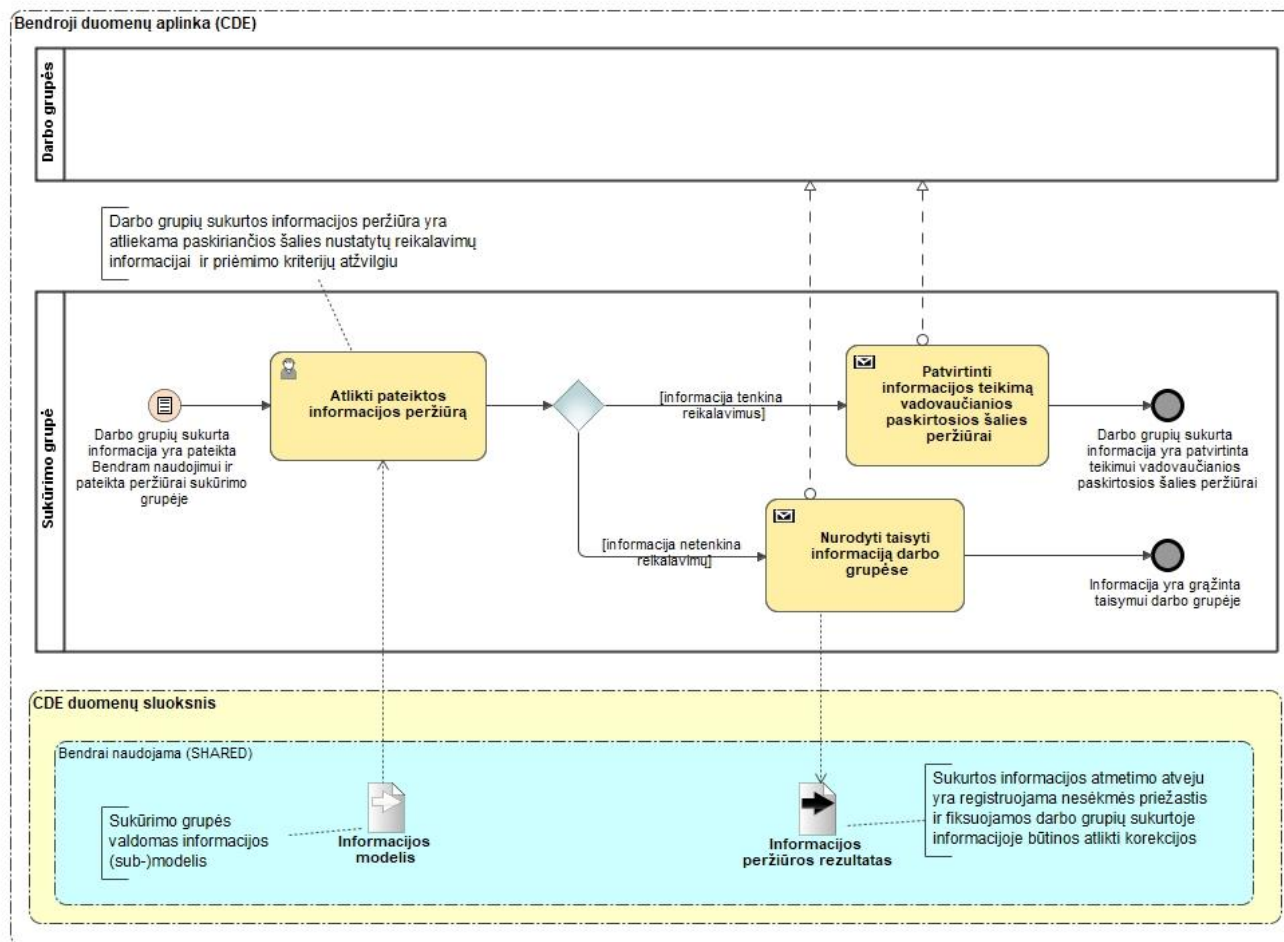 Bendroji duomenų aplinka (CDE)
Darbo grupės
Darbo grupių sukurtos informacijos peržiūra yra
atliekama paskiriančios šalies nustatytų reikalavimų
informacijai ir priėmimo kriterijų atžvilgiu
Sukūrimo grupė
Darbo grupių sukurta
informacija yra pateikta
Bendram naudojimui ir
pateikta peržiūrai sukūrimo
grupėje
Atlikti pateiktos
informacijos peržiūrą
[informacija tenkina
reikalavimus]
Patvirtinti
informacijos teikimą
vadovaučianios
paskirtosios šalies
peržiūrai
Darbo grupių sukurta
informacija yra patvirtinta
teikimui vadovaučianios
paskirtosios šalies peržiūrai
[informacija netenkina
reikalavimų]
Nurodyti taisyti
informaciją darbo
grupėse
Informacija yra grąžinta
taisymui darbo grupėje
CDE duomenų sluoksnis
Bendrai naudojama (SHARED)
Sukūrimo grupės
valdomas informacijos
(sub-)modelis
Informacijos
modelis
Informacijos
peržiūros rezultatas
Sukurtos informacijos atmetimo atveju
yra registruojama nesėkmės priežastis
ir fiksuojamos darbo grupių sukurtoje
informacijoje būtinos atlikti korekcijos